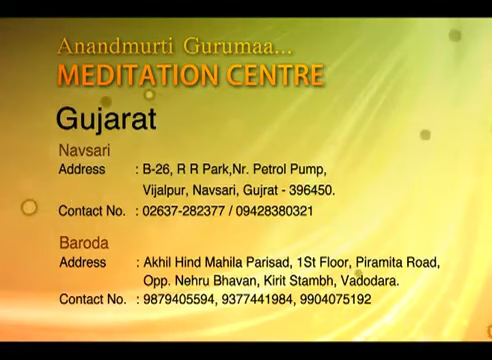 Anandmurti Gurumaa...
MEDITATION CENTRE
Gujarat
Navsari
Address : B-26, R R Park,Nr. Petrol Pump,
Vijalpur, Navsari, Gujrat - 396450.
Contact No. : 02637-282377 / 09428380321
Baroda
Address : Akhil Hind Mahila Parisad, 1St Floor, Piramita Road,
Opp. Nehru Bhavan, Kirit Stambh, Vadodara.
Contact No. : 9879405594, 9377441984, 9904075192